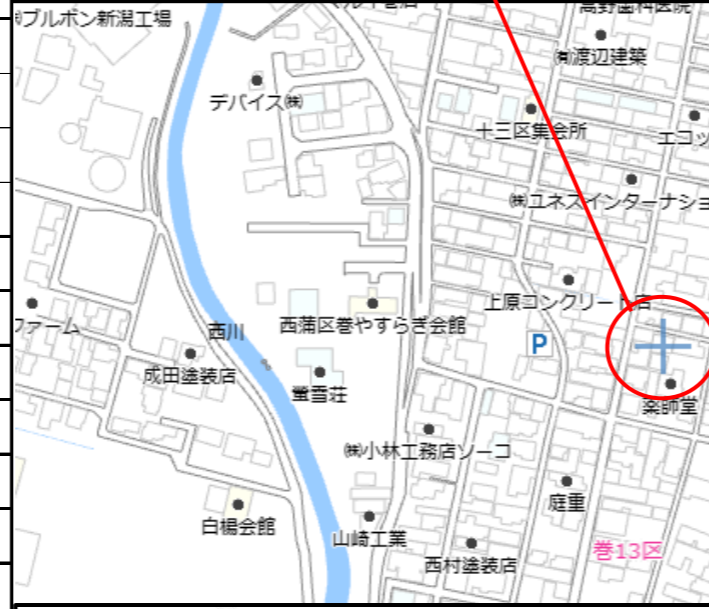 ㈱ブルボン新潟工場
高野歯科医院
㈲渡辺建築
デバイス㈱
十三区集会所
エコッ
㈱ユネスインターナショ
上原コンクリート店
西川
西蒲区巻やすらぎ会館
ファーム
P
成田塗装店
螢雪荘
薬師堂
㈱小林工務店ソーコ
庭重
白楊会館
山崎工業
巻13区
西村塗装店